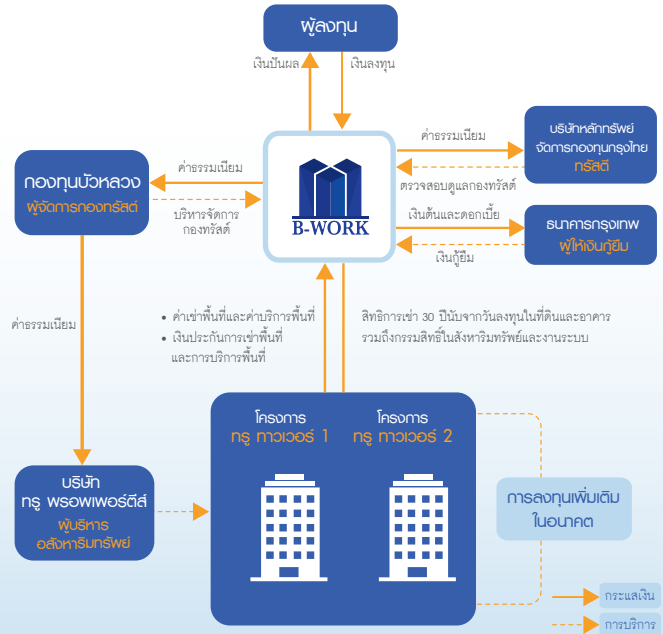 ผู้ลงทุน
เงินปันผล
เงินลงทุน
กองทุนบัวหลวง
ผู้จัดการกองทรัสต์
ค่าธรรมเนียม
บริหารจัดการ
กองทรัสต์
B-WORK
ค่าธรรมเนียม
ตรวจสอบดูแลกองทรัสต์
บริษัทหลักทรัพย์
จัดการกองทุนกรุงไทย
ทรัสตี
เงินต้นและดอกเบี้ย
เงินกู้ยืม
ธนาคารกรุงเทพ
ผู้ให้เงินกู้ยืม
ค่าธรรมเนียม
• ค่าเช่าพื้นที่และค่าบริการพื้นที่
• เงินประกันการเช่าพื้นที่
และการบริการพื้นที่
สิทธิการเช่า 30 ปีนับจากวันลงทุนในที่ดินและอาคาร
รวมถึงกรรมสิทธิ์ในสังหาริมทรัพย์และงานระบบ
โครงการ
ทรู ทาวเวอร์ 1
โครงการ
ทรู ทาวเวอร์ 2
บริษัท
ทรู พรอพเพอร์ตีส์
ผู้บริหาร
อสังหาริมทรัพย์
การลงทุนเพิ่มเติม
ในอนาคต
กระแสเงิน
การบริการ